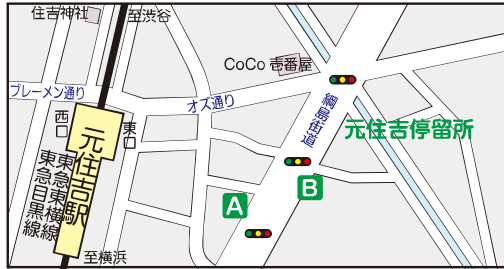 住吉神社
至渋谷
CoCo 壱番屋
ブレーメン通り
オズ通り
綱島街道
元住吉停留所
西口
東口
元住吉駅
東急東横線
東急目黒線
A
B
至横浜